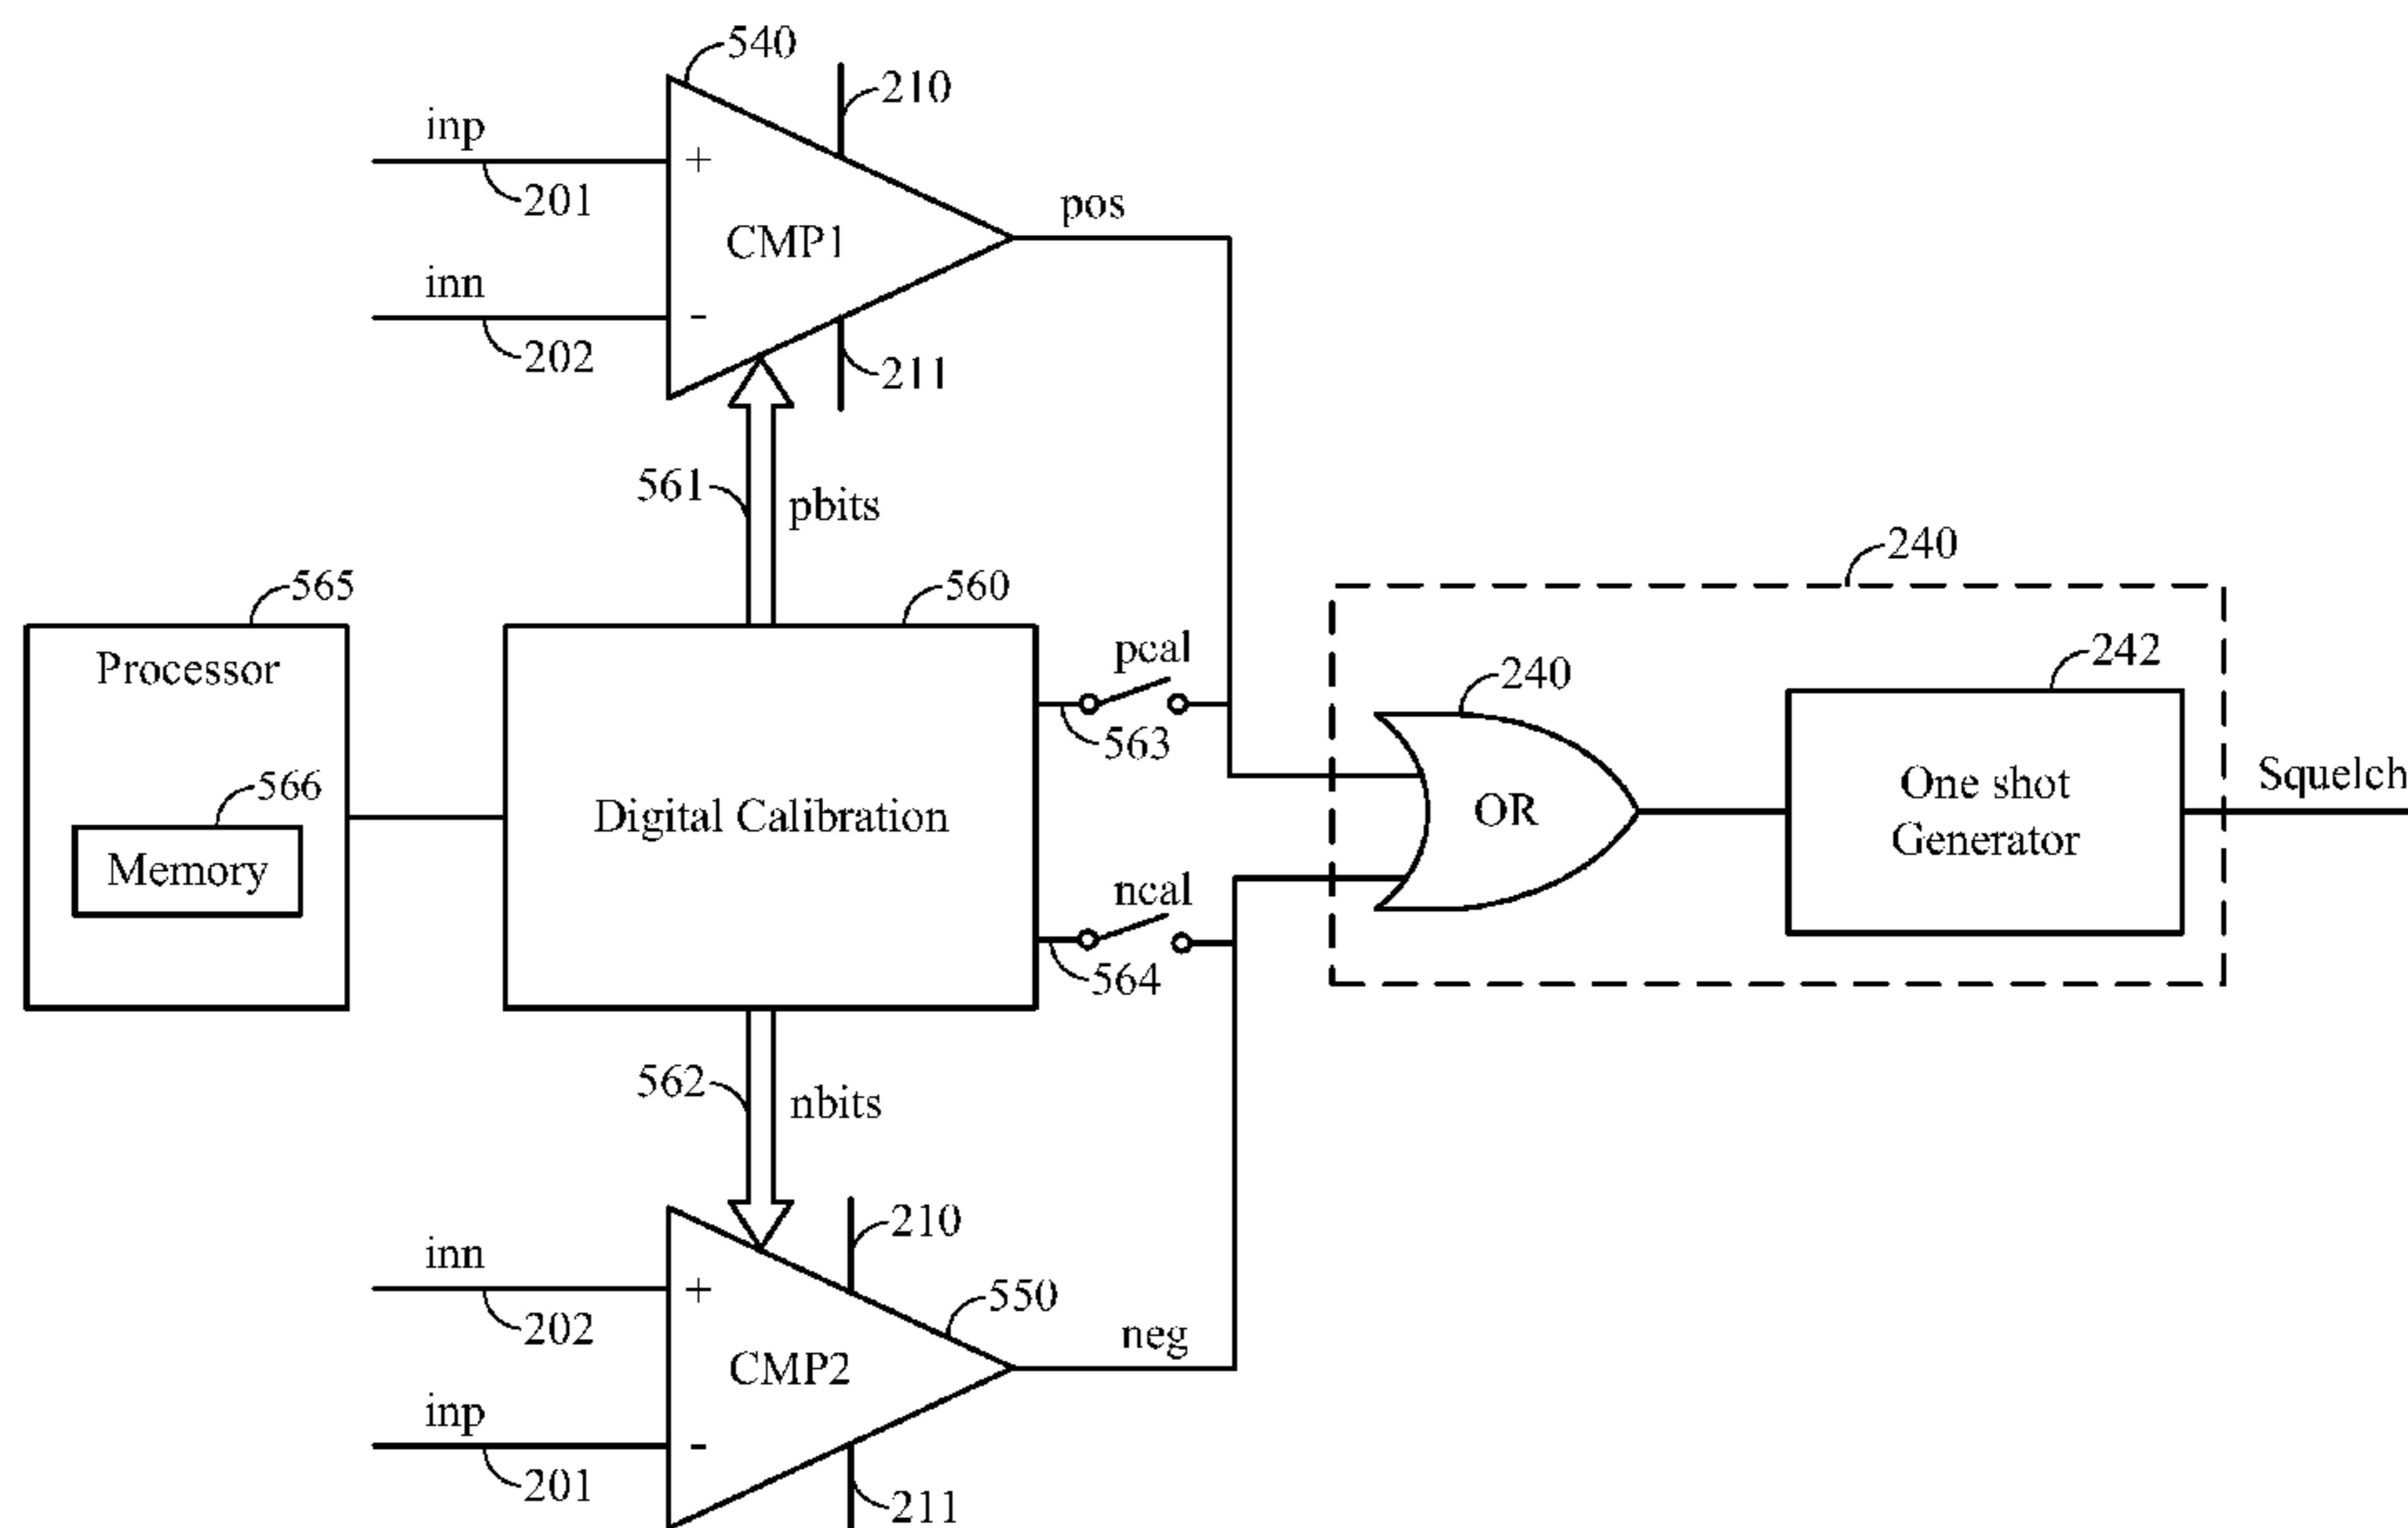 540
210
inp
+
201
CMP1
pos
inn
-
202
211
561
pbits
565
560
240
Processor
pcal
242
240
563
566
Memory
Digital Calibration
OR
One shot
Generator
Squelch
ncal
564
562
nbits
210
inn
+
550
202
CMP2
neg
inp
-
201
211